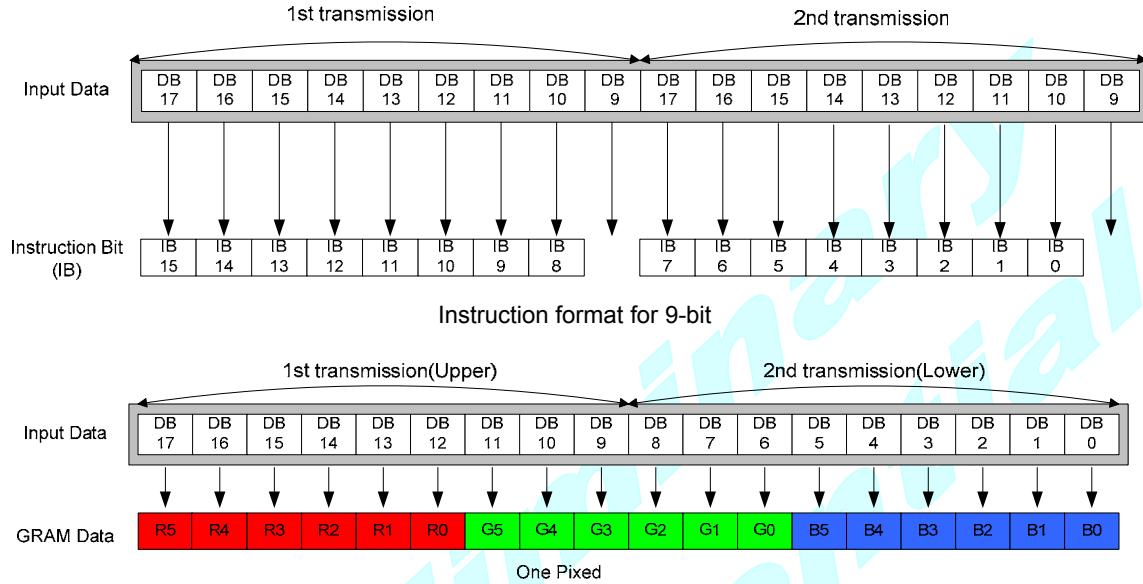 1st transmission 2nd transmission
Input Data DB 17 DB 16 DB 15 DB 14 DB 13 DB 12 DB 11 DB 10 DB 9 DB 17 DB 16 DB 15 DB 14 DB 13 DB 12 DB 11 DB 10 DB 9
Instruction Bit (IB) IB 15 IB 14 IB 13 IB 12 IB 11 IB 10 IB 9 IB 8 IB 7 IB 6 IB 5 IB 4 IB 3 IB 2 IB 1 IB 0
Instruction format for 9-bit
1st transmission(Upper) 2nd transmission(Lower)
Input Data DB 17 DB 16 DB 15 DB 14 DB 13 DB 12 DB 11 DB 10 DB 9 DB 8 DB 7 DB 6 DB 5 DB 4 DB 3 DB 2 DB 1 DB 0
GRAM Data R5 R4 R3 R2 R1 R0 G5 G4 G3 G2 G1 G0 B5 B4 B3 B2 B1 B0
One Pixed